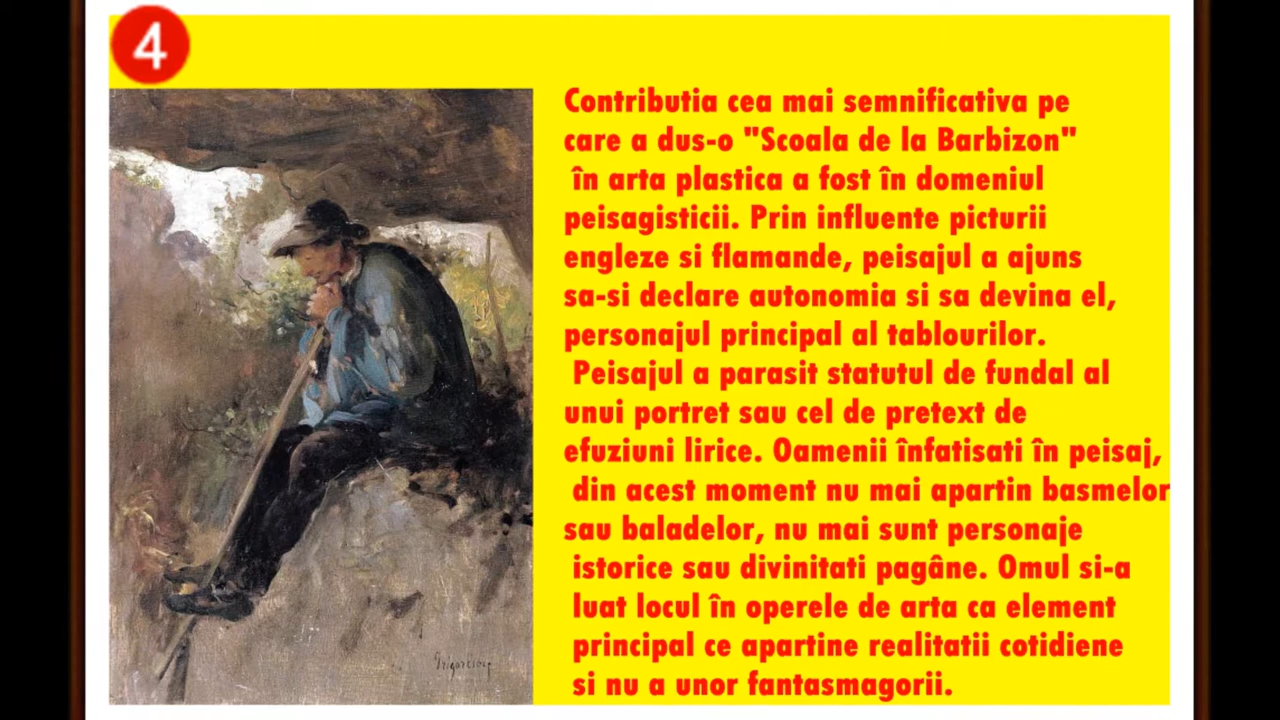 4
Contributia cea mai semnificativa pe
care a dus-o "Scoala de la Barbizon"
în arta plastica a fost în domeniul
peisagisticii. Prin influente picturii
engleze si flamande, peisajul a ajuns
sa-si declare autonomia si sa devina el,
personajul principal al tablourilor.
Peisajul a parasit statutul de fundal al
unui portret sau cel de pretext de
efuziuni lirice. Oamenii înfatisati în peisaj,
din acest moment nu mai apartin basmelor
sau baladelor, nu mai sunt personaje
istorice sau divinitati pagâne. Omul si-a
luat locul în operele de arta ca element
principal ce apartine realitatii cotidiene
si nu a unor fantasmagorii.
Grigorescu